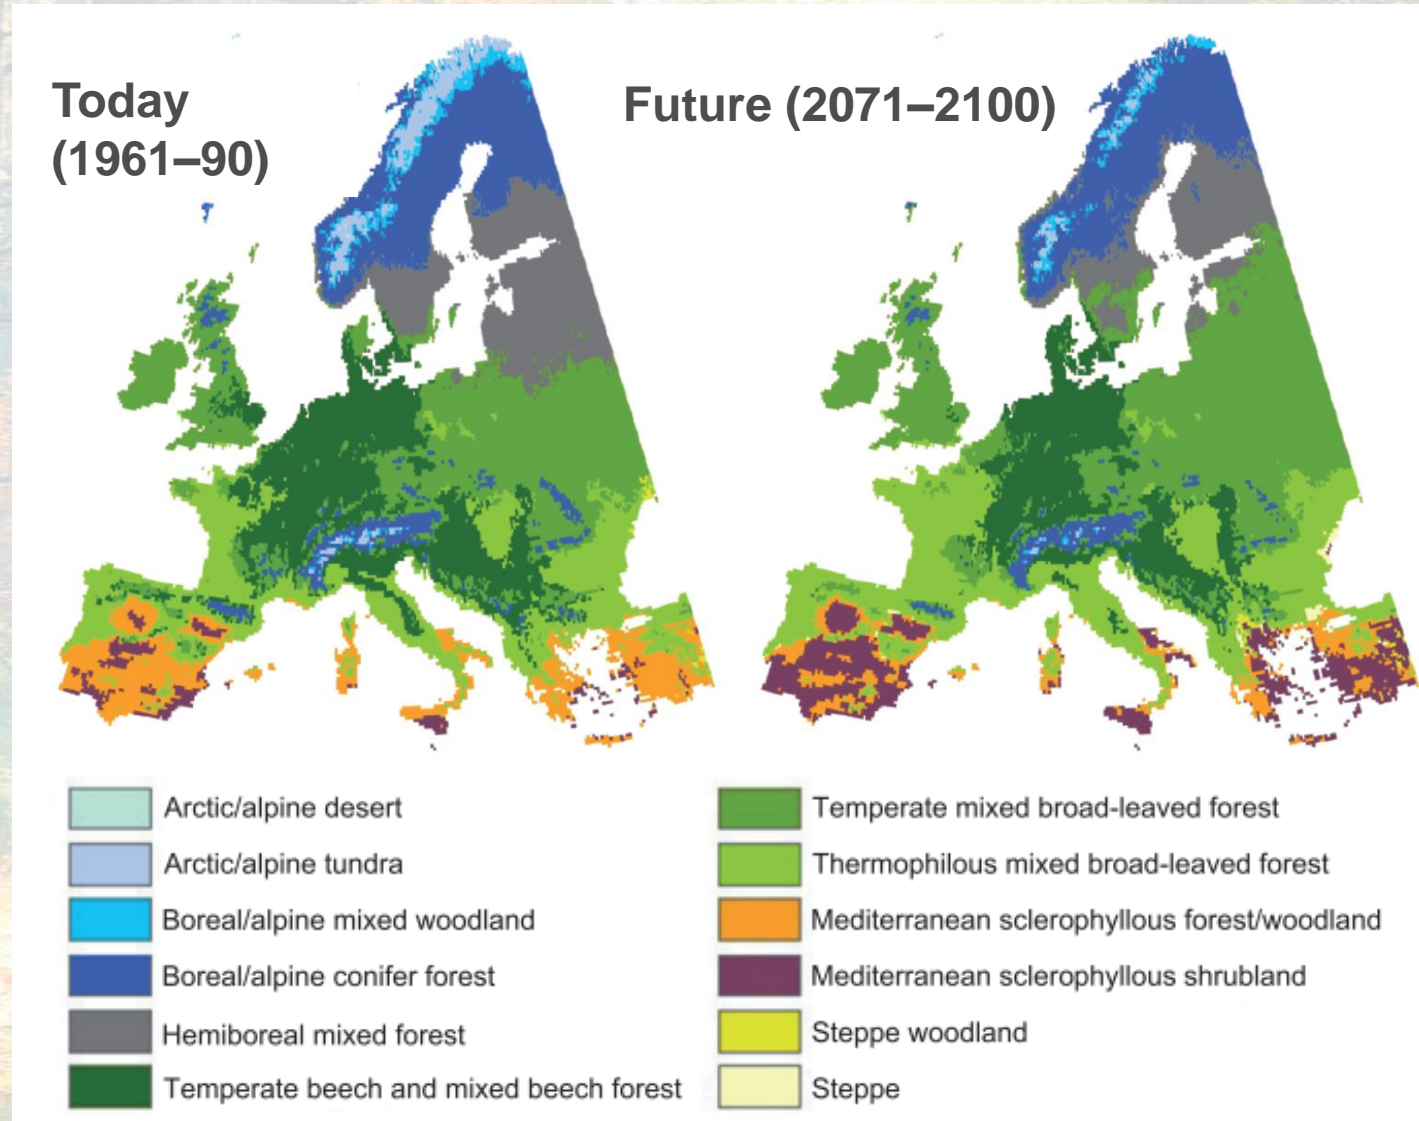 Today
(1961–90)
Future (2071–2100)
Arctic/alpine desert
Arctic/alpine tundra
Boreal/alpine mixed woodland
Boreal/alpine conifer forest
Hemiboreal mixed forest
Temperate beech and mixed beech forest
Temperate mixed broad-leaved forest
Thermophilous mixed broad-leaved forest
Mediterranean sclerophyllous forest/woodland
Mediterranean sclerophyllous shrubland
Steppe woodland
Steppe